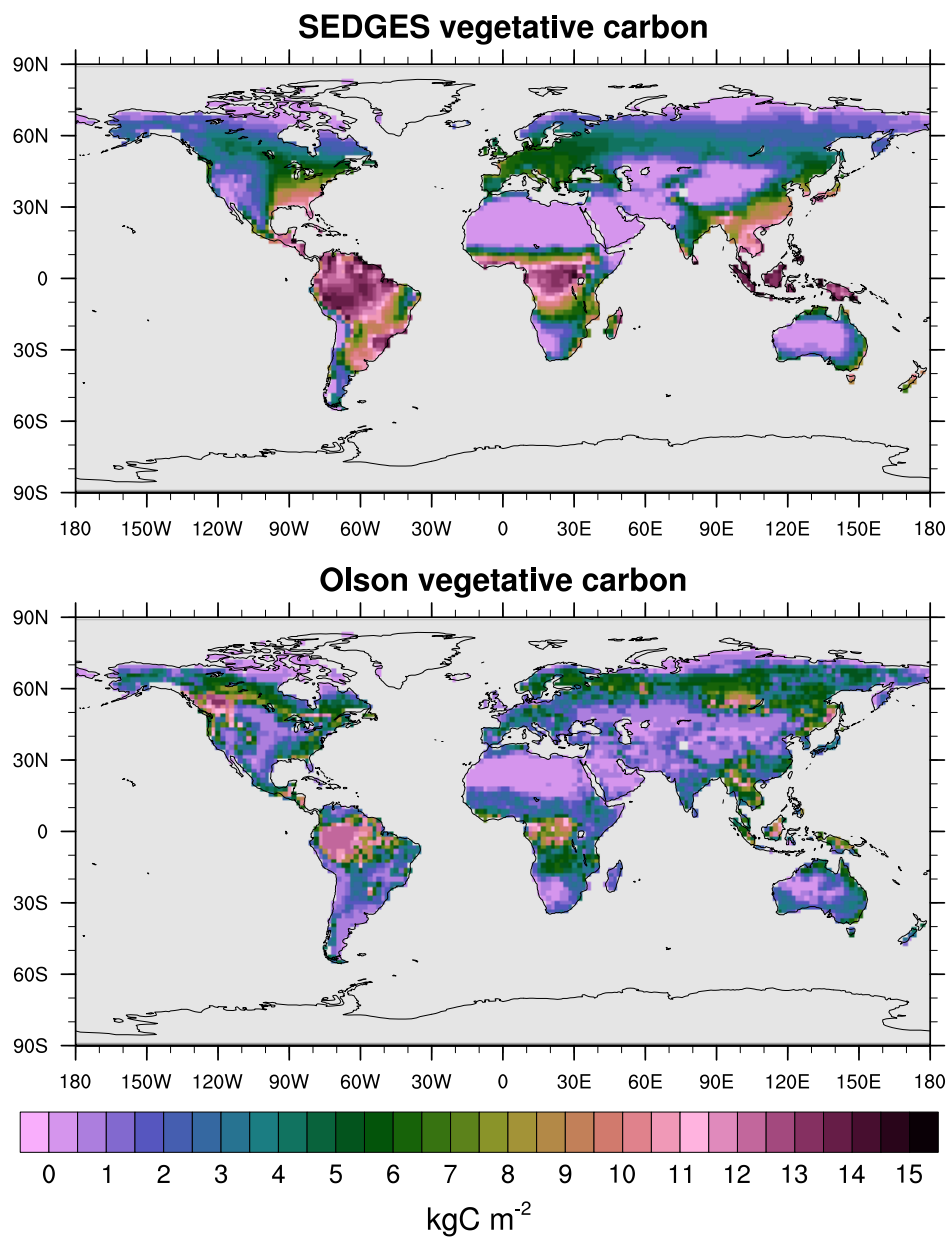 SEDGES vegetative carbon
90N
60N
30N
0
30S
60S
90S
180 150W 120W 90W 60W 30W 0 30E 60E 90E 120E 150E 180
Olson vegetative carbon
90N
60N
30N
0
30S
60S
90S
180 150W 120W 90W 60W 30W 0 30E 60E 90E 120E 150E 180
0 1 2 3 4 5 6 7 8 9 10 11 12 13 14 15
kgC m⁻²